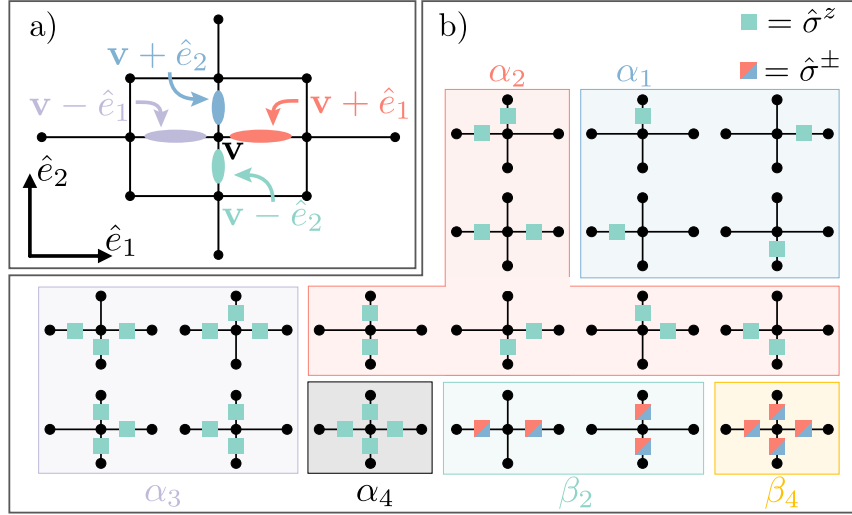 a)
v + ê₂
v − ê₁
v + ê₁
v
v − ê₂
ê₂
ê₁
b)
= σ̂ᶻ
= σ̂±
α₂
α₁
α₃
α₄
β₂
β₄